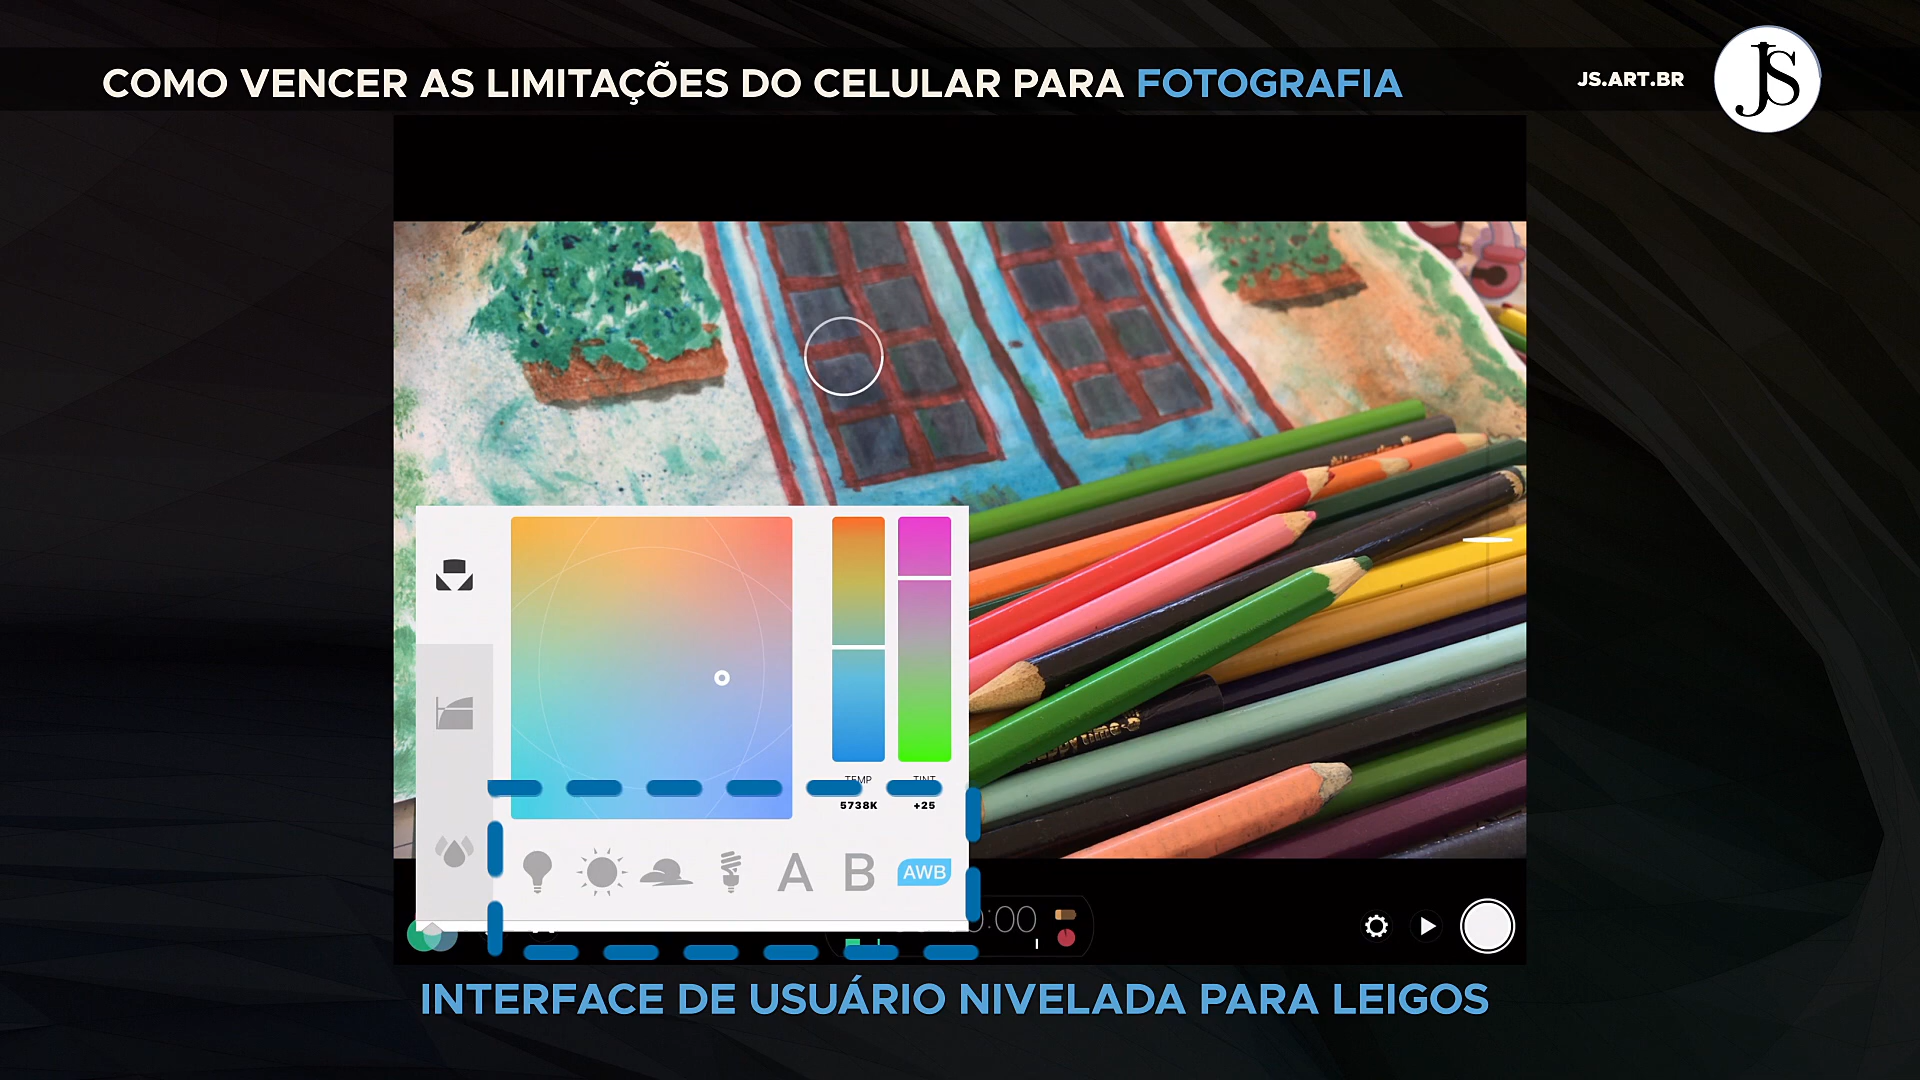 COMO VENCER AS LIMITAÇÕES DO CELULAR PARA FOTOGRAFIA
JS.ART.BR
JS
TEMP
TINT
5738K
+25
A
B
AWB
:00
INTERFACE DE USUÁRIO NIVELADA PARA LEIGOS